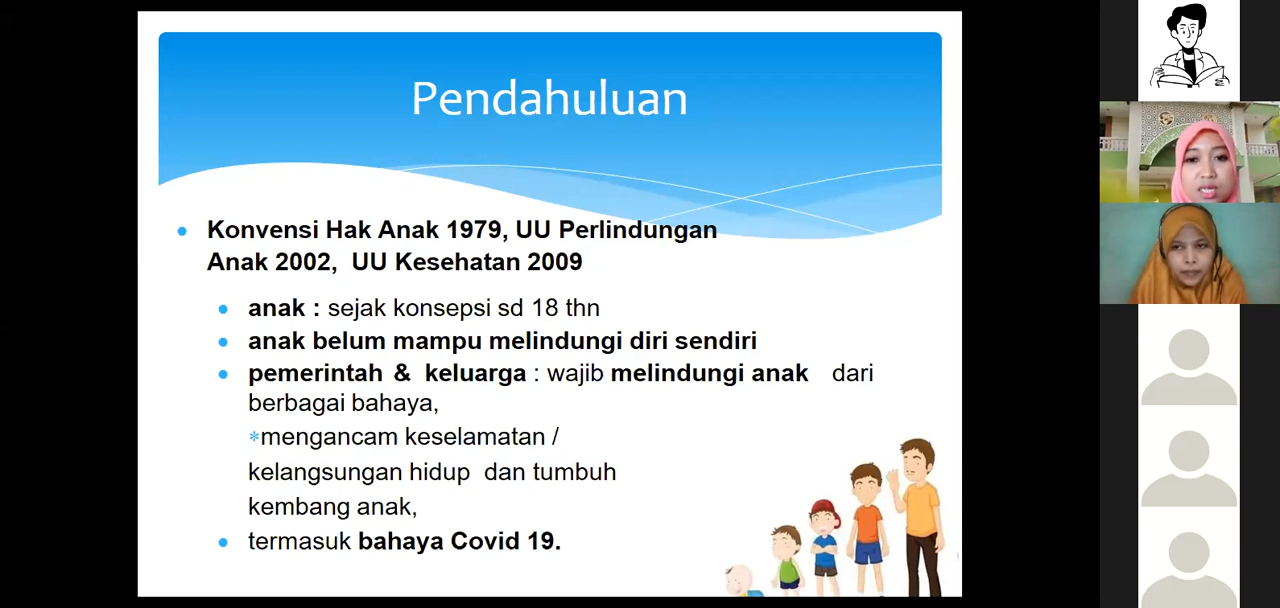 Pendahuluan
Konvensi Hak Anak 1979, UU Perlindungan
Anak 2002, UU Kesehatan 2009
anak : sejak konsepsi sd 18 thn
anak belum mampu melindungi diri sendiri
pemerintah & keluarga : wajib melindungi anak dari
berbagai bahaya,
*mengancam keselamatan /
kelangsungan hidup dan tumbuh
kembang anak,
termasuk bahaya Covid 19.